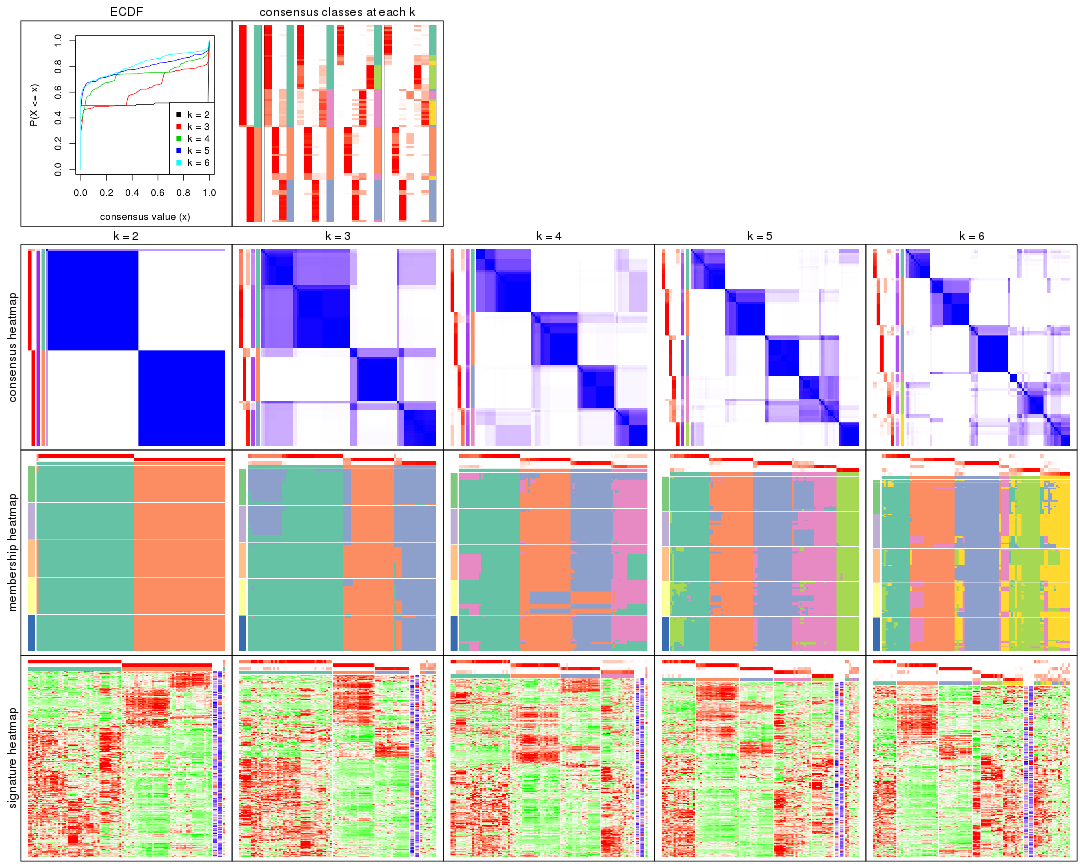 ECDF
consensus classes at each k
P(X <= x)
0.0
0.2
0.4
0.6
0.8
1.0
k = 2
k = 3
k = 4
k = 5
k = 6
0.0 0.2 0.4 0.6 0.8 1.0
consensus value (x)
k = 2
k = 3
k = 4
k = 5
k = 6
consensus heatmap
membership heatmap
signature heatmap